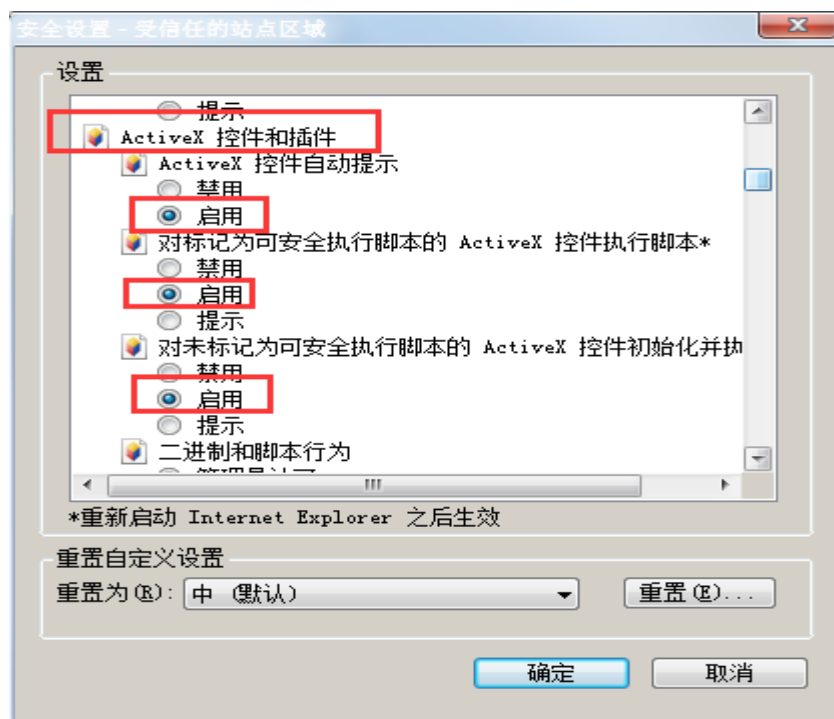 安全设置 - 受信任的站点区域
设置
提示
ActiveX 控件和插件
ActiveX 控件自动提示
禁用
启用
对标记为可安全执行脚本的 ActiveX 控件执行脚本*
禁用
启用
提示
对未标记为可安全执行脚本的 ActiveX 控件初始化并执
禁用
启用
提示
二进制和脚本行为
*重新启动 Internet Explorer 之后生效
重置自定义设置
重置为(R): 中 (默认) 重置(E)...
确定 取消